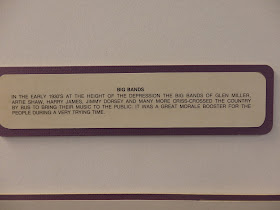 BIG BANDS
IN THE EARLY 1930'S AT THE HEIGHT OF THE DEPRESSION THE BIG BANDS OF GLEN MILLER,
ARTIE SHAW, HARRY JAMES, JIMMY DORSEY AND MANY MORE CRISS-CROSSED THE COUNTRY
BY BUS TO BRING THEIR MUSIC TO THE PUBLIC. IT WAS A GREAT MORALE BOOSTER FOR THE
PEOPLE DURING A VERY TRYING TIME.